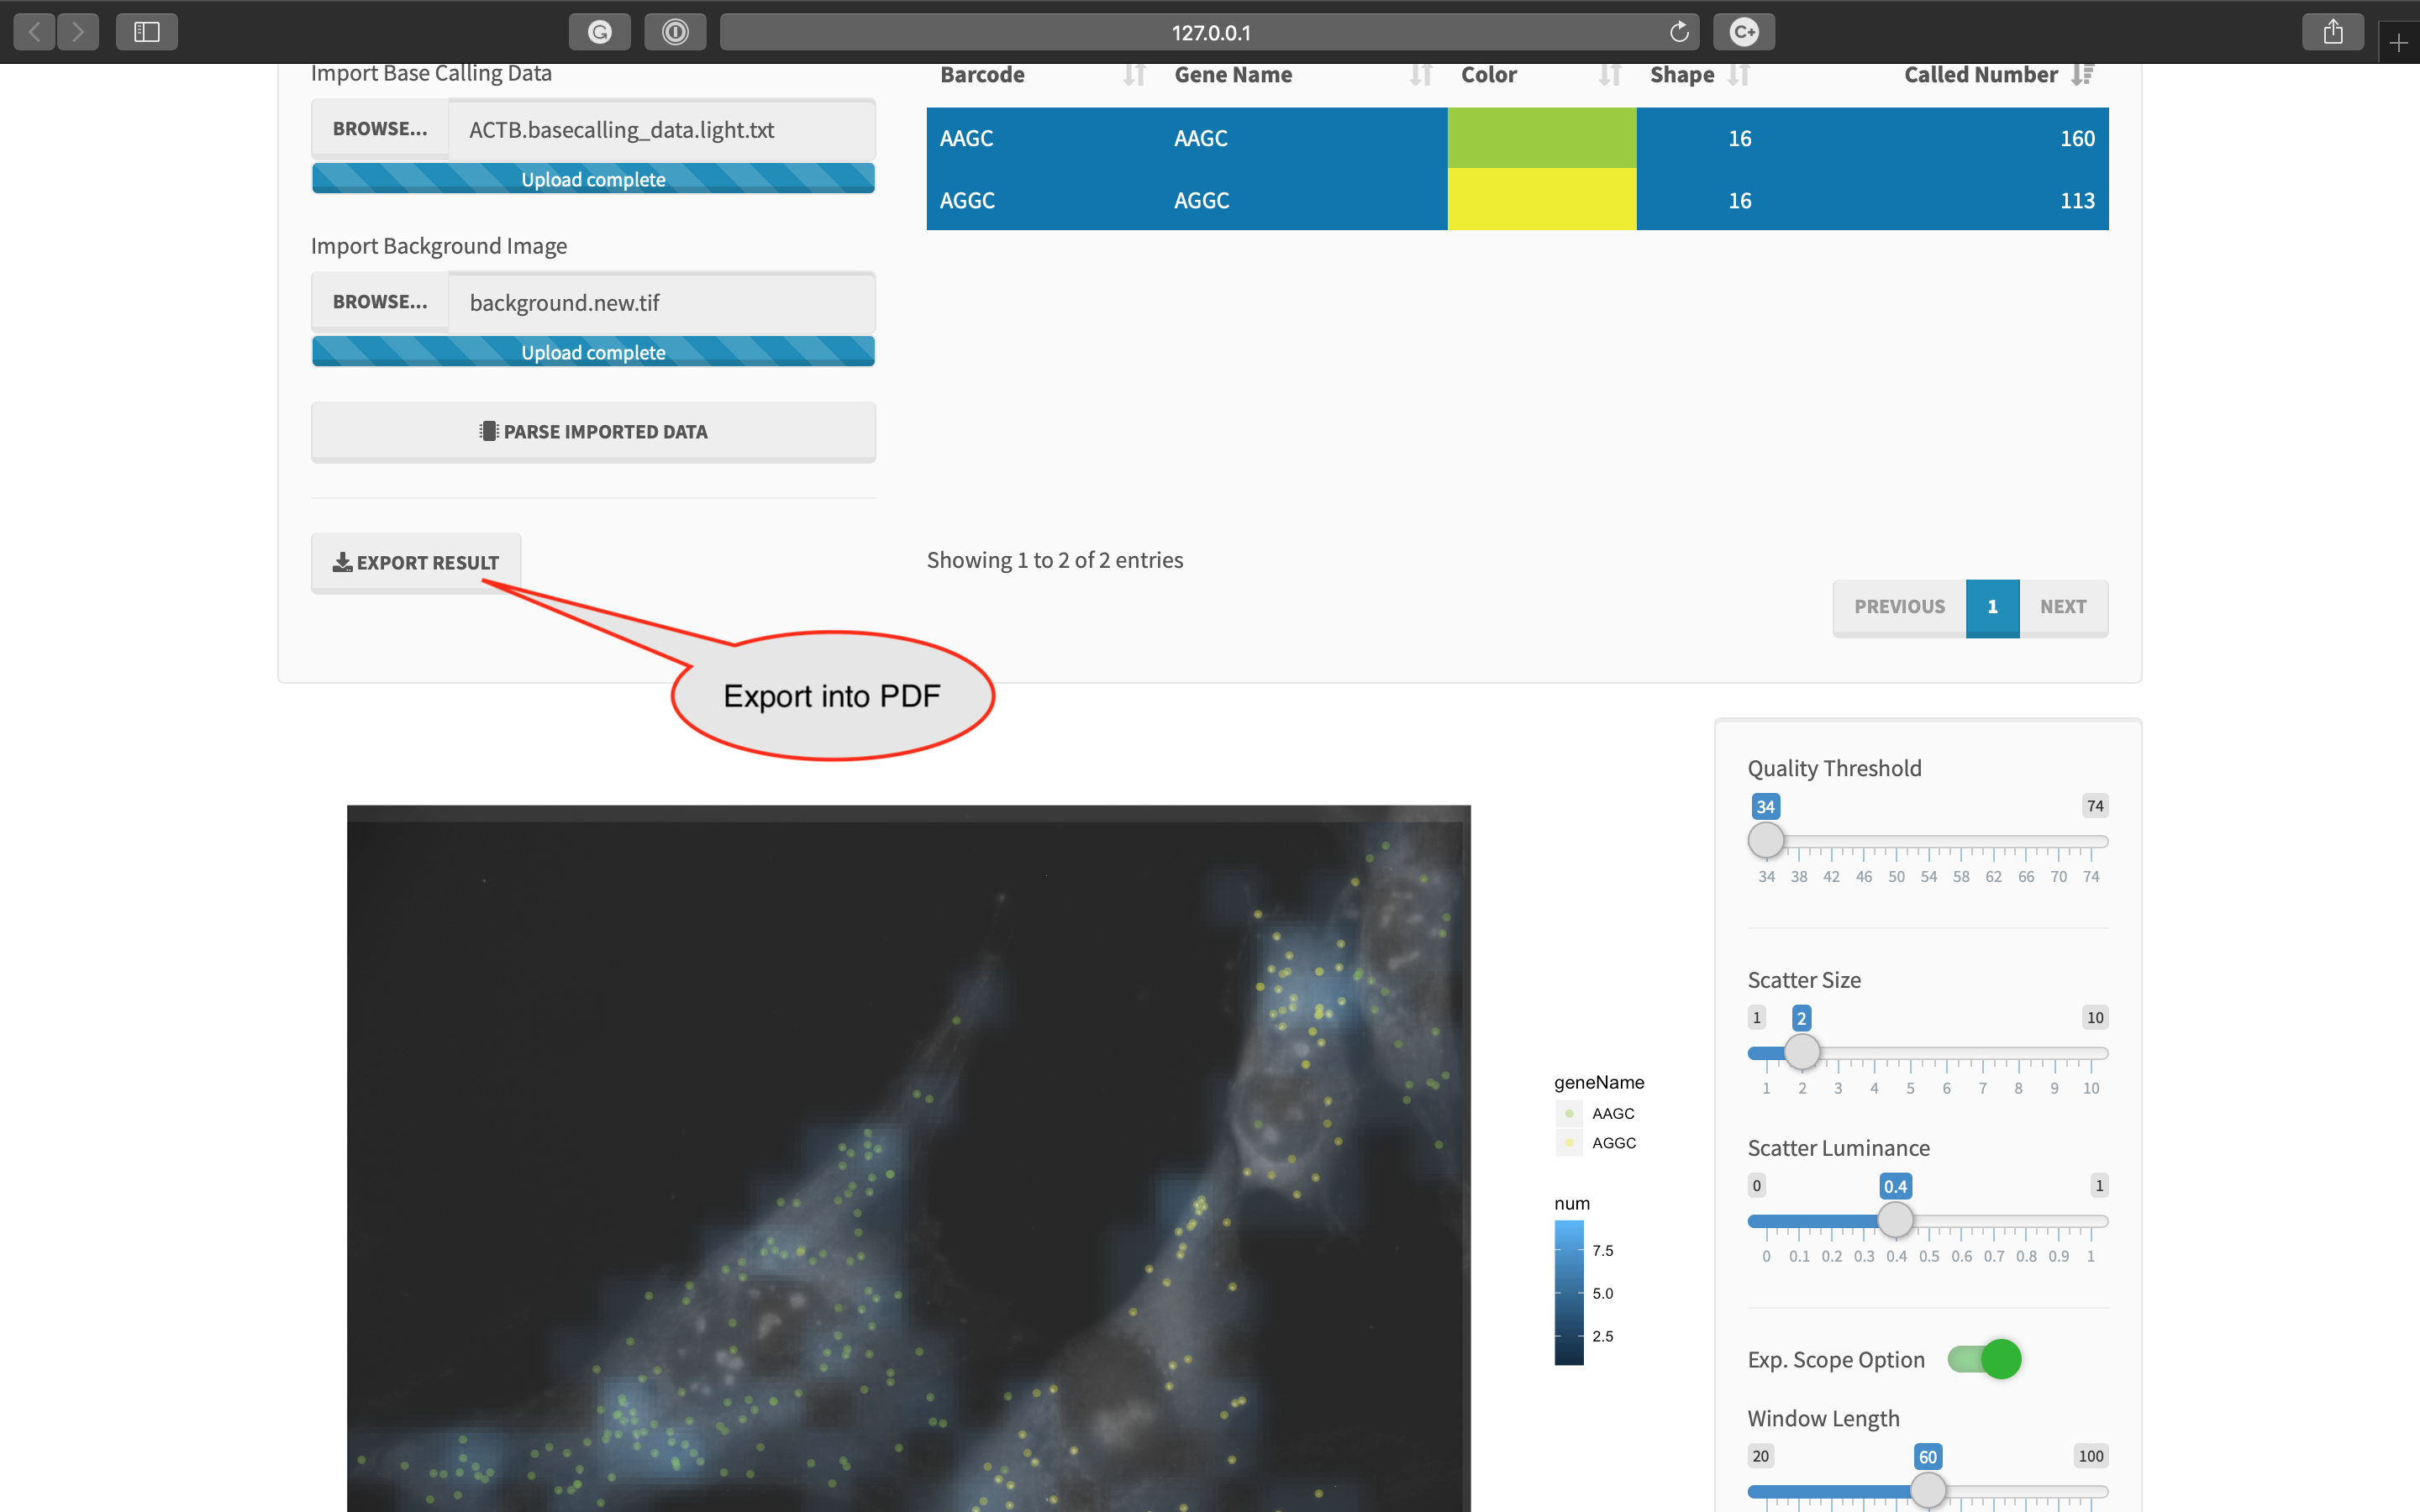 127.0.0.1
Import Base Calling Data
BROWSE... ACTB.basecalling_data.light.txt
Upload complete
Import Background Image
BROWSE... background.new.tif
Upload complete
PARSE IMPORTED DATA
EXPORT RESULT
Export into PDF
Barcode Gene Name Color Shape Called Number
AAGC AAGC 16 160
AGGC AGGC 16 113
Showing 1 to 2 of 2 entries
PREVIOUS 1 NEXT
geneName
AAGC
AGGC
num
7.5
5.0
2.5
Quality Threshold
34 74
34 38 42 46 50 54 58 62 66 70 74
Scatter Size
1 2 10
1 2 3 4 5 6 7 8 9 10
Scatter Luminance
0 0.4 1
0 0.1 0.2 0.3 0.4 0.5 0.6 0.7 0.8 0.9 1
Exp. Scope Option
Window Length
20 60 100